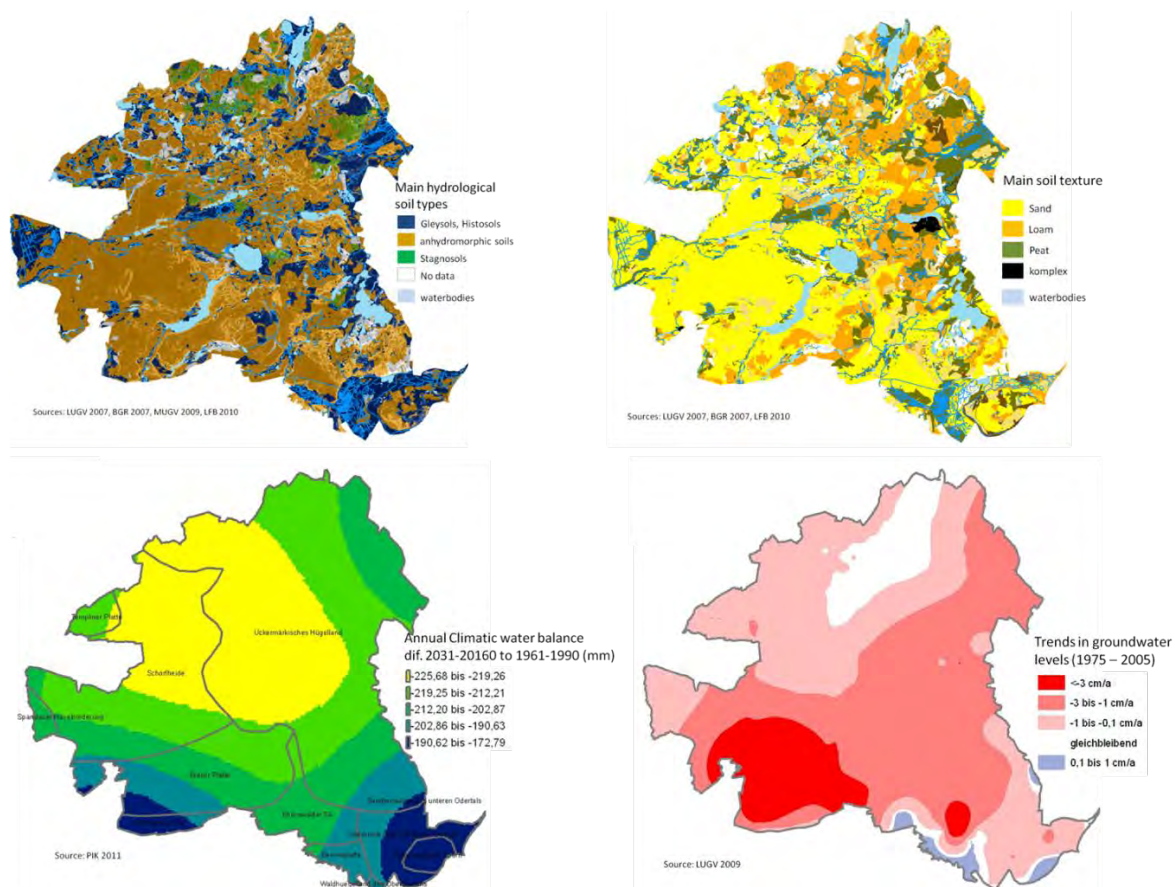 Main hydrological
soil types
Gleysols, Histosols
anhydromorphic soils
Stagnosols
No data
waterbodies
Sources: LUGV 2007, BGR 2007, MUGV 2009, LFB 2010
Main soil texture
Sand
Loam
Peat
komplex
waterbodies
Sources: LUGV 2007, BGR 2007, LFB 2010
Templiner Platte
Uckermärkisches Hügelland
Schorfheide
Annual Climatic water balance
dif. 2031-20160 to 1961-1990 (mm)
-225,68 bis -219,26
-219,25 bis -212,21
-212,20 bis -202,87
-202,86 bis -190,63
-190,62 bis -172,79
Source: PIK 2011
Trends in groundwater
levels (1975 – 2005)
<-3 cm/a
-3 bis -1 cm/a
-1 bis -0,1 cm/a
gleichbleibend
0,1 bis 1 cm/a
Source: LUGV 2009